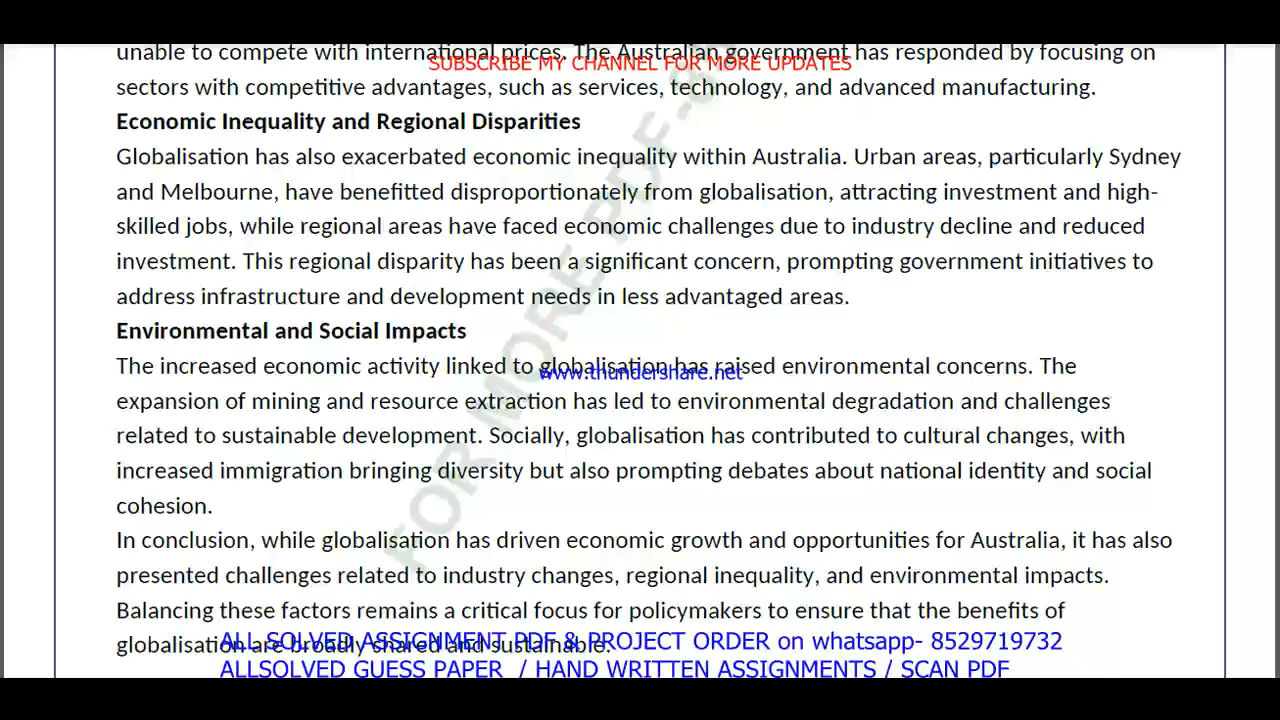 unable to compete with international prices. The Australian government has responded by focusing on
SUBSCRIBE MY CHANNEL FOR MORE UPDATES
sectors with competitive advantages, such as services, technology, and advanced manufacturing.
Economic Inequality and Regional Disparities
Globalisation has also exacerbated economic inequality within Australia. Urban areas, particularly Sydney
and Melbourne, have benefitted disproportionately from globalisation, attracting investment and high-
skilled jobs, while regional areas have faced economic challenges due to industry decline and reduced
investment. This regional disparity has been a significant concern, prompting government initiatives to
address infrastructure and development needs in less advantaged areas.
Environmental and Social Impacts
The increased economic activity linked to globalisation has raised environmental concerns. The
www.thundershare.net
expansion of mining and resource extraction has led to environmental degradation and challenges
related to sustainable development. Socially, globalisation has contributed to cultural changes, with
increased immigration bringing diversity but also prompting debates about national identity and social
cohesion.
In conclusion, while globalisation has driven economic growth and opportunities for Australia, it has also
presented challenges related to industry changes, regional inequality, and environmental impacts.
Balancing these factors remains a critical focus for policymakers to ensure that the benefits of
globalisation are broadly shared and sustainable.
ALL SOLVED ASSIGNMENT PDF & PROJECT ORDER on whatsapp- 8529719732
ALLSOLVED GUESS PAPER / HAND WRITTEN ASSIGNMENTS / SCAN PDF
FOR MORE PDF-8